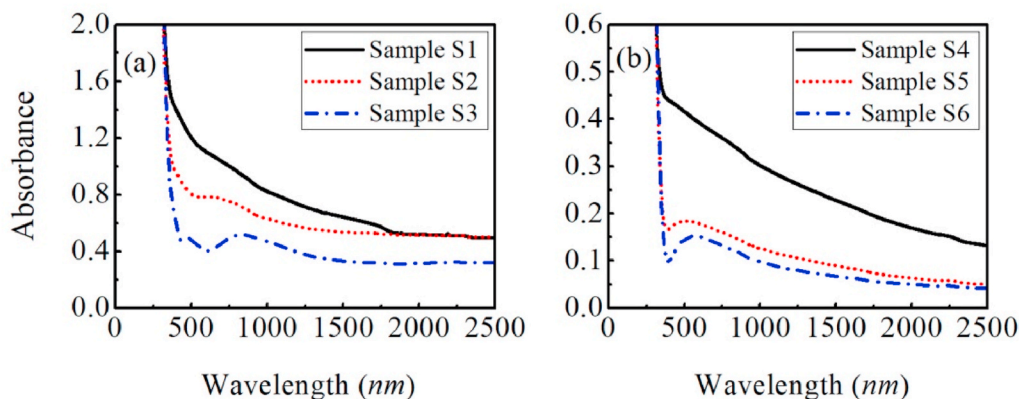 2.0
1.6
1.2
0.8
0.4
0.0
0 500 1000 1500 2000 2500
Absorbance
Wavelength (nm)
(a)
Sample S1
Sample S2
Sample S3
0.6
0.5
0.4
0.3
0.2
0.1
0.0
0 500 1000 1500 2000 2500
Wavelength (nm)
(b)
Sample S4
Sample S5
Sample S6